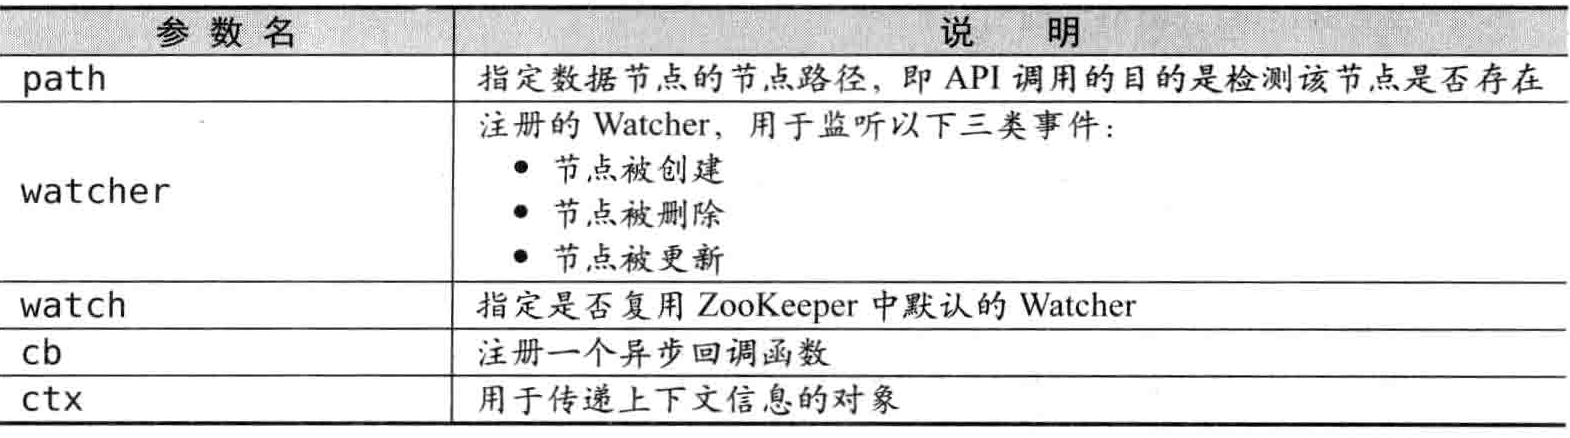 参 数 名 说 明
path 指定数据节点的节点路径，即 API 调用的目的是检测该节点是否存在
watcher 注册的 Watcher，用于监听以下三类事件：
● 节点被创建
● 节点被删除
● 节点被更新
watch 指定是否复用 ZooKeeper 中默认的 Watcher
cb 注册一个异步回调函数
ctx 用于传递上下文信息的对象